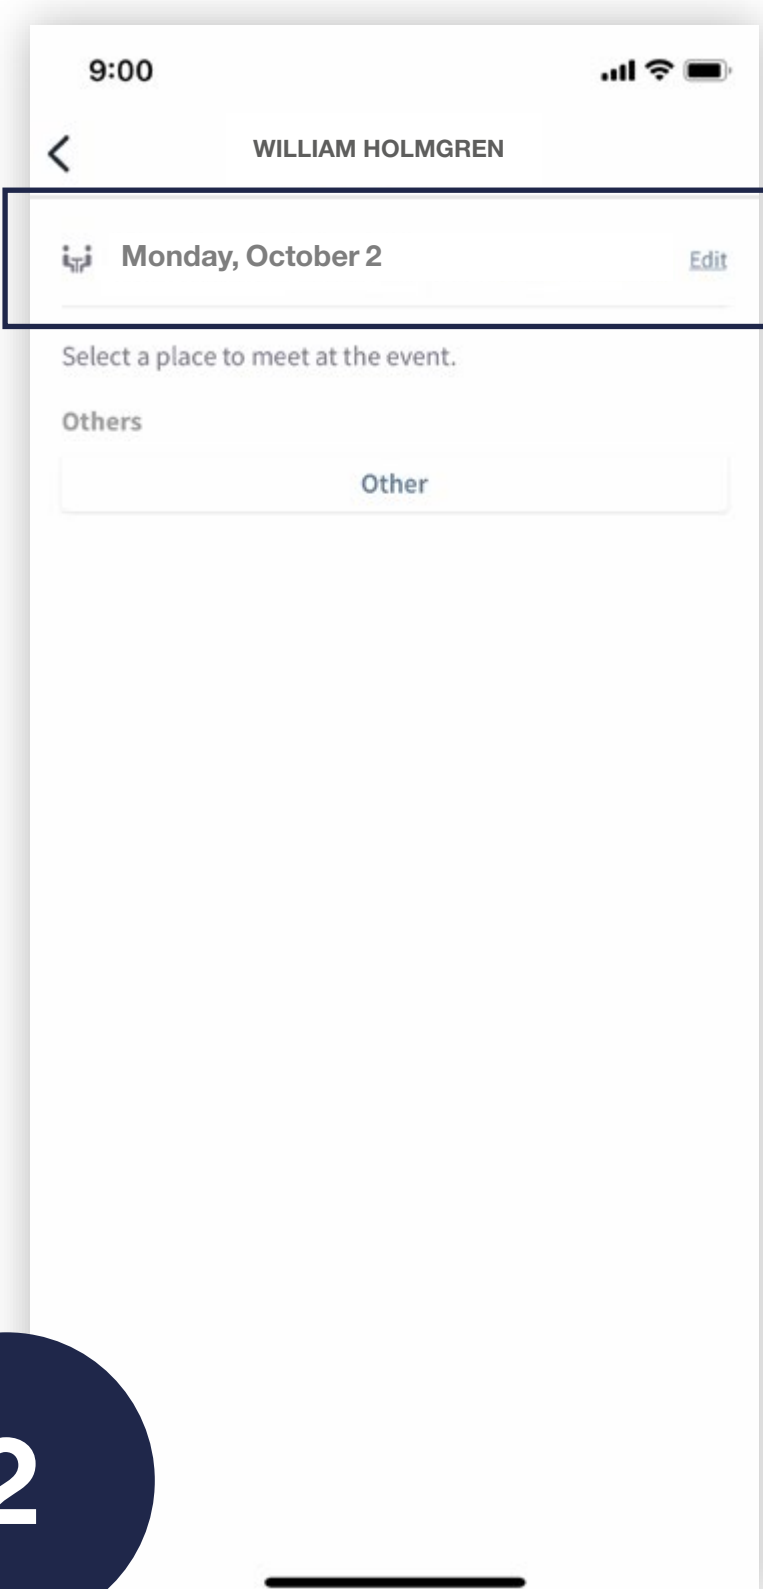 9:00
WILLIAM HOLMGREN
Monday, October 2
Edit
Select a place to meet at the event.
Others
Other
2